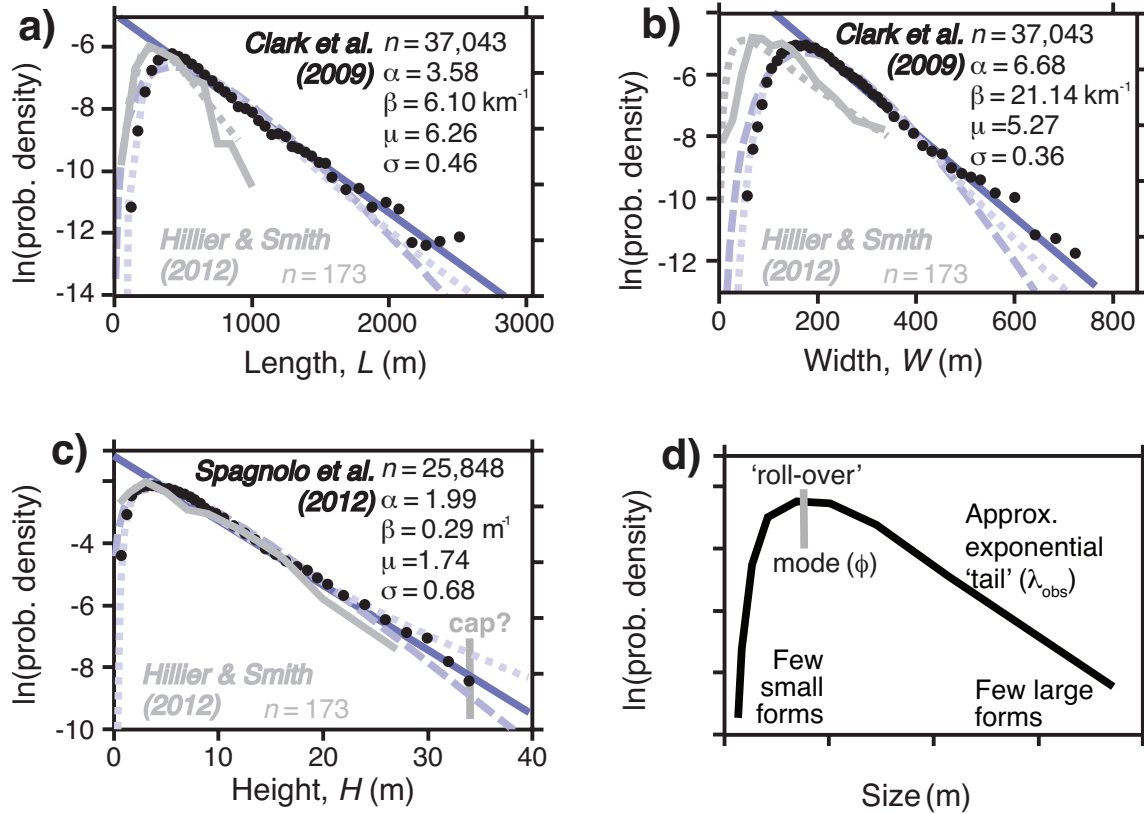 a)
Clark et al. n = 37,043
(2009) α = 3.58
β = 6.10 km⁻¹
μ = 6.26
σ = 0.46
Hillier & Smith
(2012) n = 173
ln(prob. density)
-6
-8
-10
-12
-14
0 1000 2000 3000
Length, L (m)
b)
Clark et al. n = 37,043
(2009) α = 6.68
β = 21.14 km⁻¹
μ = 5.27
σ = 0.36
Hillier & Smith
(2012) n = 173
ln(prob. density)
-6
-8
-10
-12
0 200 400 600 800
Width, W (m)
c)
Spagnolo et al. n = 25,848
(2012) α = 1.99
β = 0.29 m⁻¹
μ = 1.74
σ = 0.68
cap?
Hillier & Smith
(2012) n = 173
ln(prob. density)
-4
-6
-8
-10
0 10 20 30 40
Height, H (m)
d)
'roll-over'
mode (ϕ)
Approx.
exponential
'tail' (λobs)
Few
small
forms
Few large
forms
ln(prob. density)
Size (m)